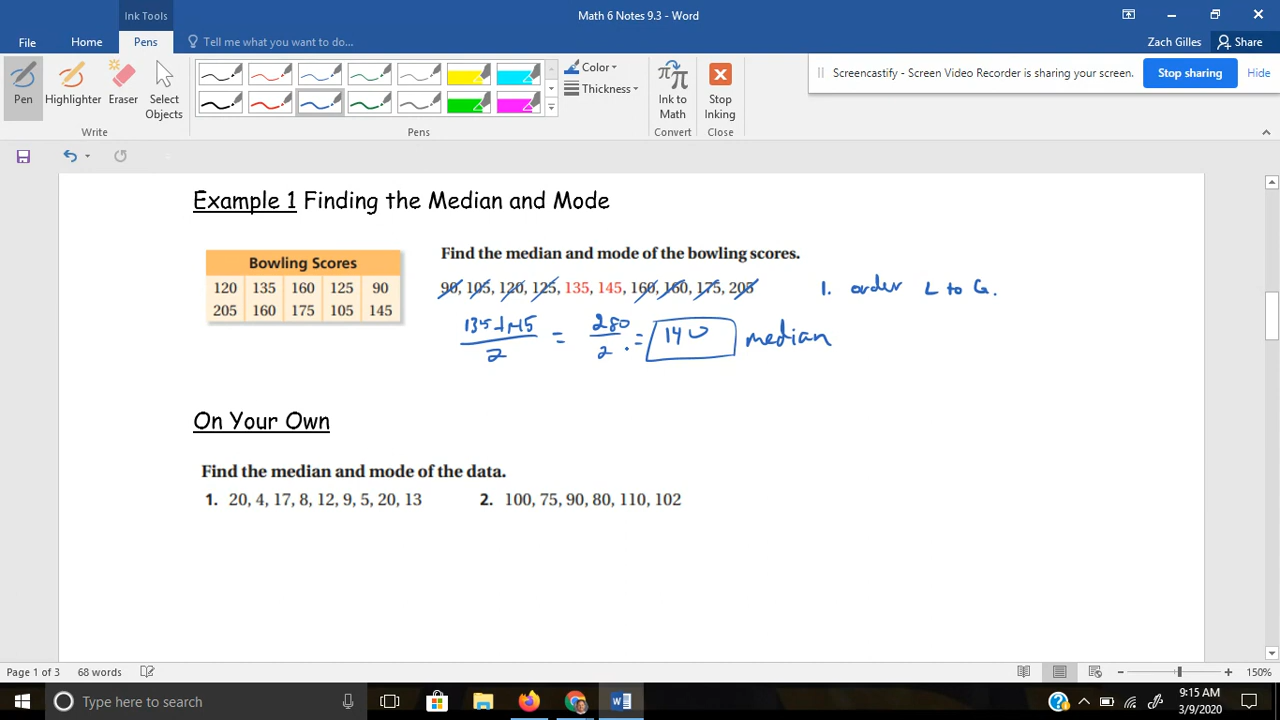 Ink Tools
Math 6 Notes 9.3 - Word
File
Home
Pens
Tell me what you want to do...
Zach Gilles
Share
Pen
Highlighter
Eraser
Select Objects
Write
Pens
Color
Thickness
Ink to Math
Convert
Stop Inking
Close
Screencastify - Screen Video Recorder is sharing your screen.
Stop sharing
Hide
Example 1 Finding the Median and Mode
Bowling Scores
120 135 160 125 90
205 160 175 105 145
Find the median and mode of the bowling scores.
90, 105, 120, 125, 135, 145, 160, 160, 175, 205
1. order L to G.
135+145/2 = 280/2 = 140 median
On Your Own
Find the median and mode of the data.
1. 20, 4, 17, 8, 12, 9, 5, 20, 13
2. 100, 75, 90, 80, 110, 102
Page 1 of 3
68 words
150%
Type here to search
9:15 AM
3/9/2020